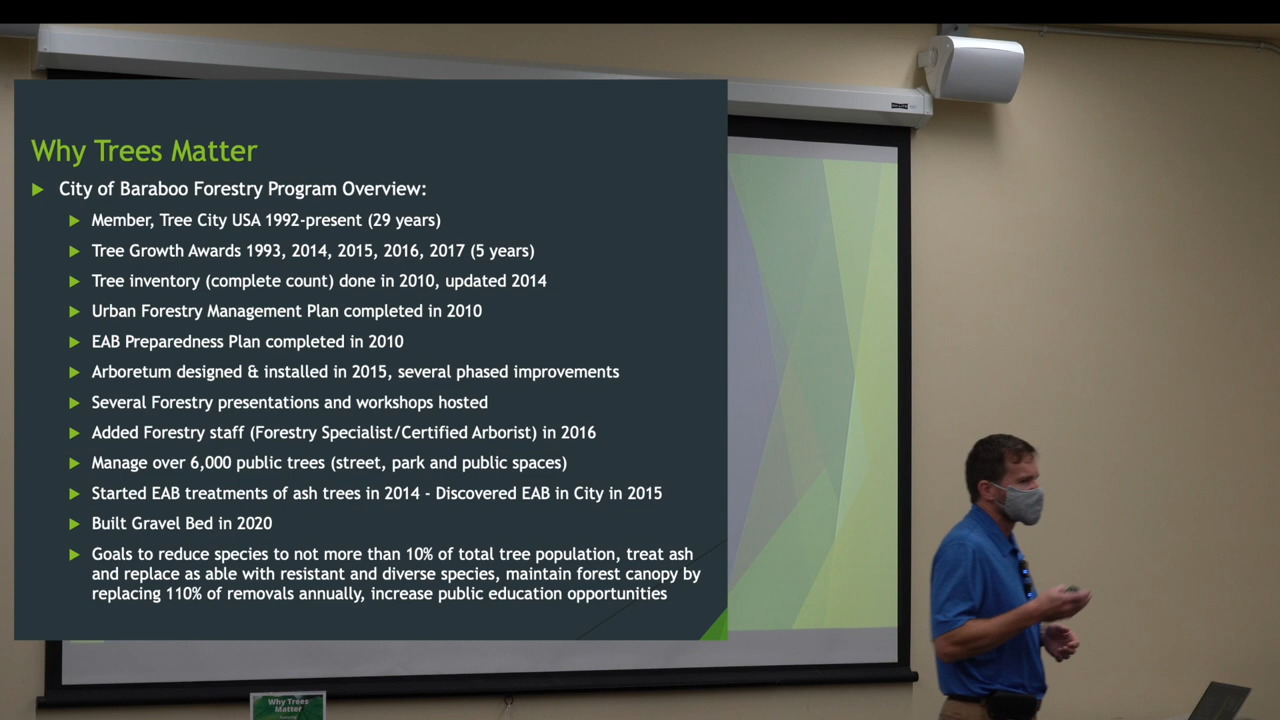 Why Trees Matter
City of Baraboo Forestry Program Overview:
Member, Tree City USA 1992-present (29 years)
Tree Growth Awards 1993, 2014, 2015, 2016, 2017 (5 years)
Tree inventory (complete count) done in 2010, updated 2014
Urban Forestry Management Plan completed in 2010
EAB Preparedness Plan completed in 2010
Arboretum designed & installed in 2015, several phased improvements
Several Forestry presentations and workshops hosted
Added Forestry staff (Forestry Specialist/Certified Arborist) in 2016
Manage over 6,000 public trees (street, park and public spaces)
Started EAB treatments of ash trees in 2014 - Discovered EAB in City in 2015
Built Gravel Bed in 2020
Goals to reduce species to not more than 10% of total tree population, treat ash
and replace as able with resistant and diverse species, maintain forest canopy by
replacing 110% of removals annually, increase public education opportunities
Why Trees
Matter